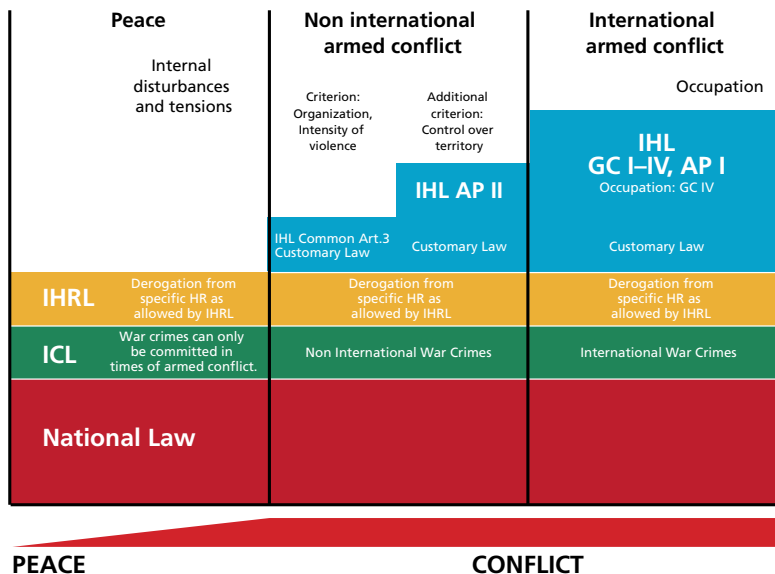 Peace
Internal
disturbances
and tensions
Non international
armed conflict
Criterion:
Organization,
Intensity of
violence
Additional
criterion:
Control over
territory
International
armed conflict
Occupation
IHL
GC I–IV, AP I
Occupation: GC IV
IHL AP II
IHL Common Art.3
Customary Law
Customary Law
Customary Law
IHRL
Derogation from
specific HR as
allowed by IHRL
Derogation from
specific HR as
allowed by IHRL
Derogation from
specific HR as
allowed by IHRL
ICL
War crimes can only
be committed in
times of armed conflict.
Non International War Crimes
International War Crimes
National Law
PEACE
CONFLICT